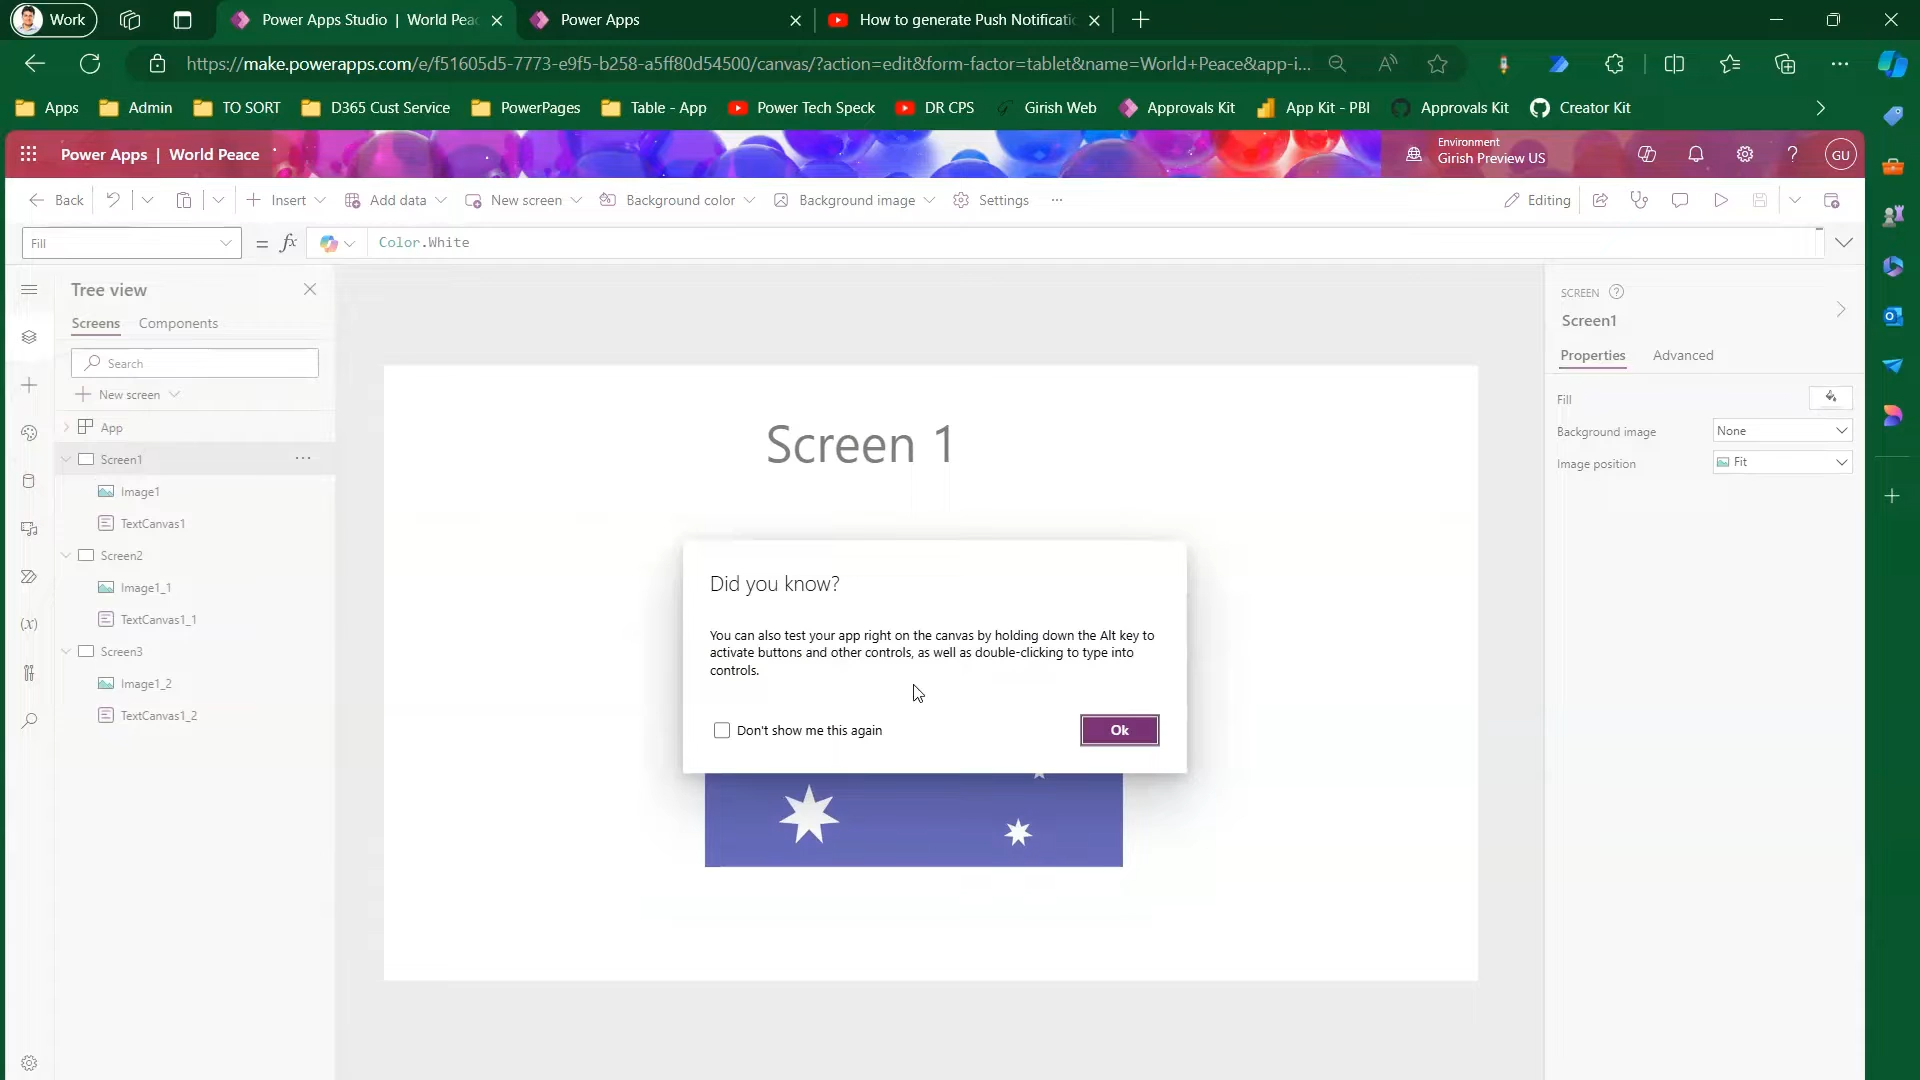 Work
Power Apps Studio | World Peac
Power Apps
How to generate Push Notificati
https://make.powerapps.com/e/f51605d5-7773-e9f5-b258-a5ff80d54500/canvas/?action=edit&form-factor=tablet&name=World+Peace&app-i...
Apps
Admin
TO SORT
D365 Cust Service
PowerPages
Table - App
Power Tech Speck
DR CPS
Girish Web
Approvals Kit
App Kit - PBI
Approvals Kit
Creator Kit
Power Apps | World Peace
Environment
Girish Preview US
GU
Back
Insert
Add data
New screen
Background color
Background image
Settings
Editing
Fill
= fx
Color.White
Tree view
Screens
Components
Search
New screen
App
Screen1
Image1
TextCanvas1
Screen2
Image1_1
TextCanvas1_1
Screen3
Image1_2
TextCanvas1_2
Screen 1
Did you know?
You can also test your app right on the canvas by holding down the Alt key to
activate buttons and other controls, as well as double-clicking to type into
controls.
Don't show me this again
Ok
SCREEN
Screen1
Properties
Advanced
Fill
Background image
None
Image position
Fit